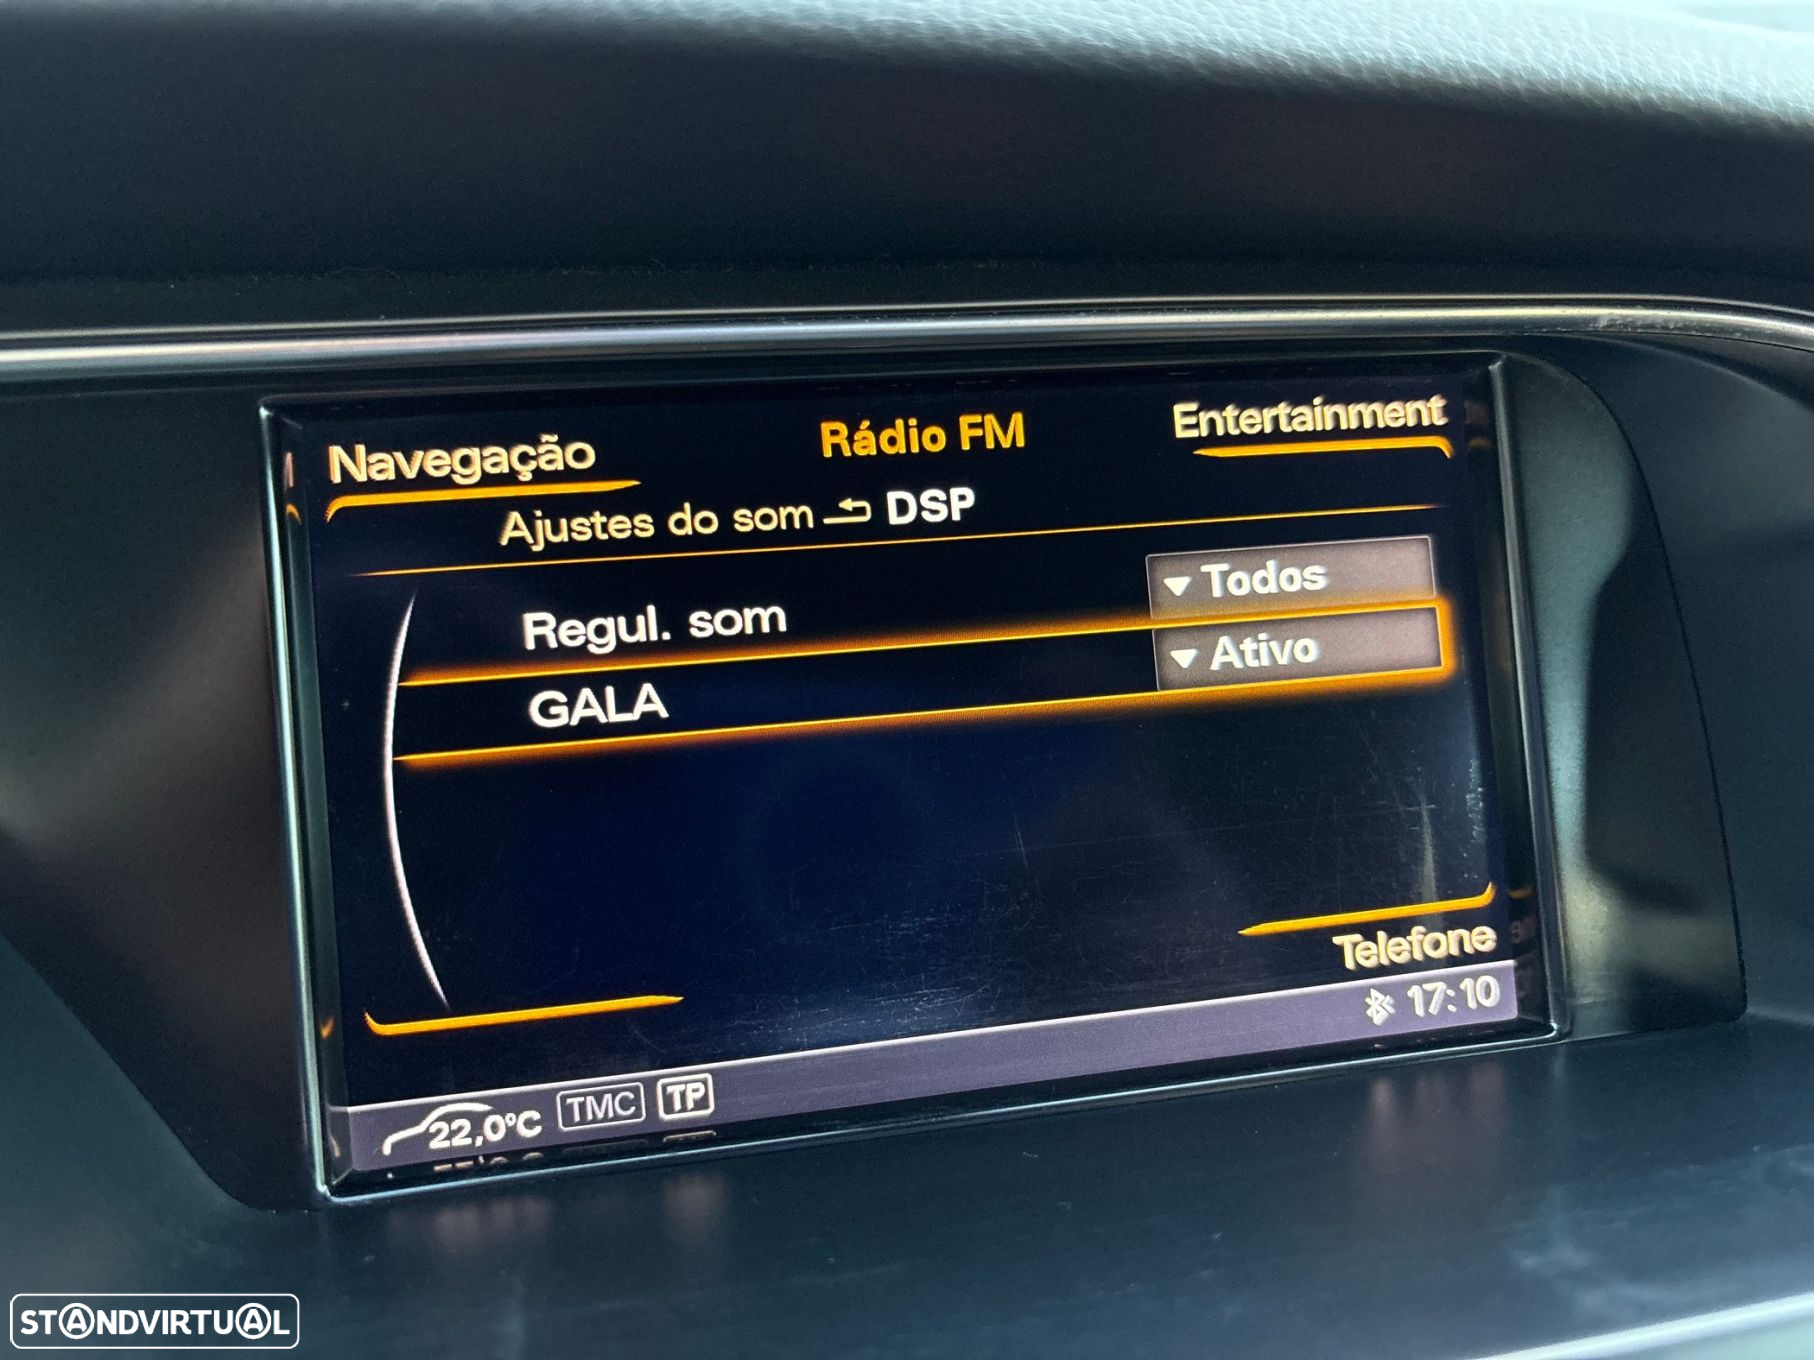 Navegação
Rádio FM
Entertainment
Ajustes do som DSP
Regul. som
Todos
GALA
Ativo
Telefone
17:10
22,0°C TMC TP
STANDVIRTUAL